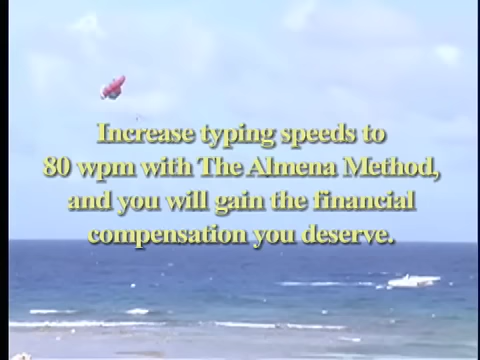 Increase typing speeds to
80 wpm with The Almena Method,
and you will gain the financial
compensation you deserve.